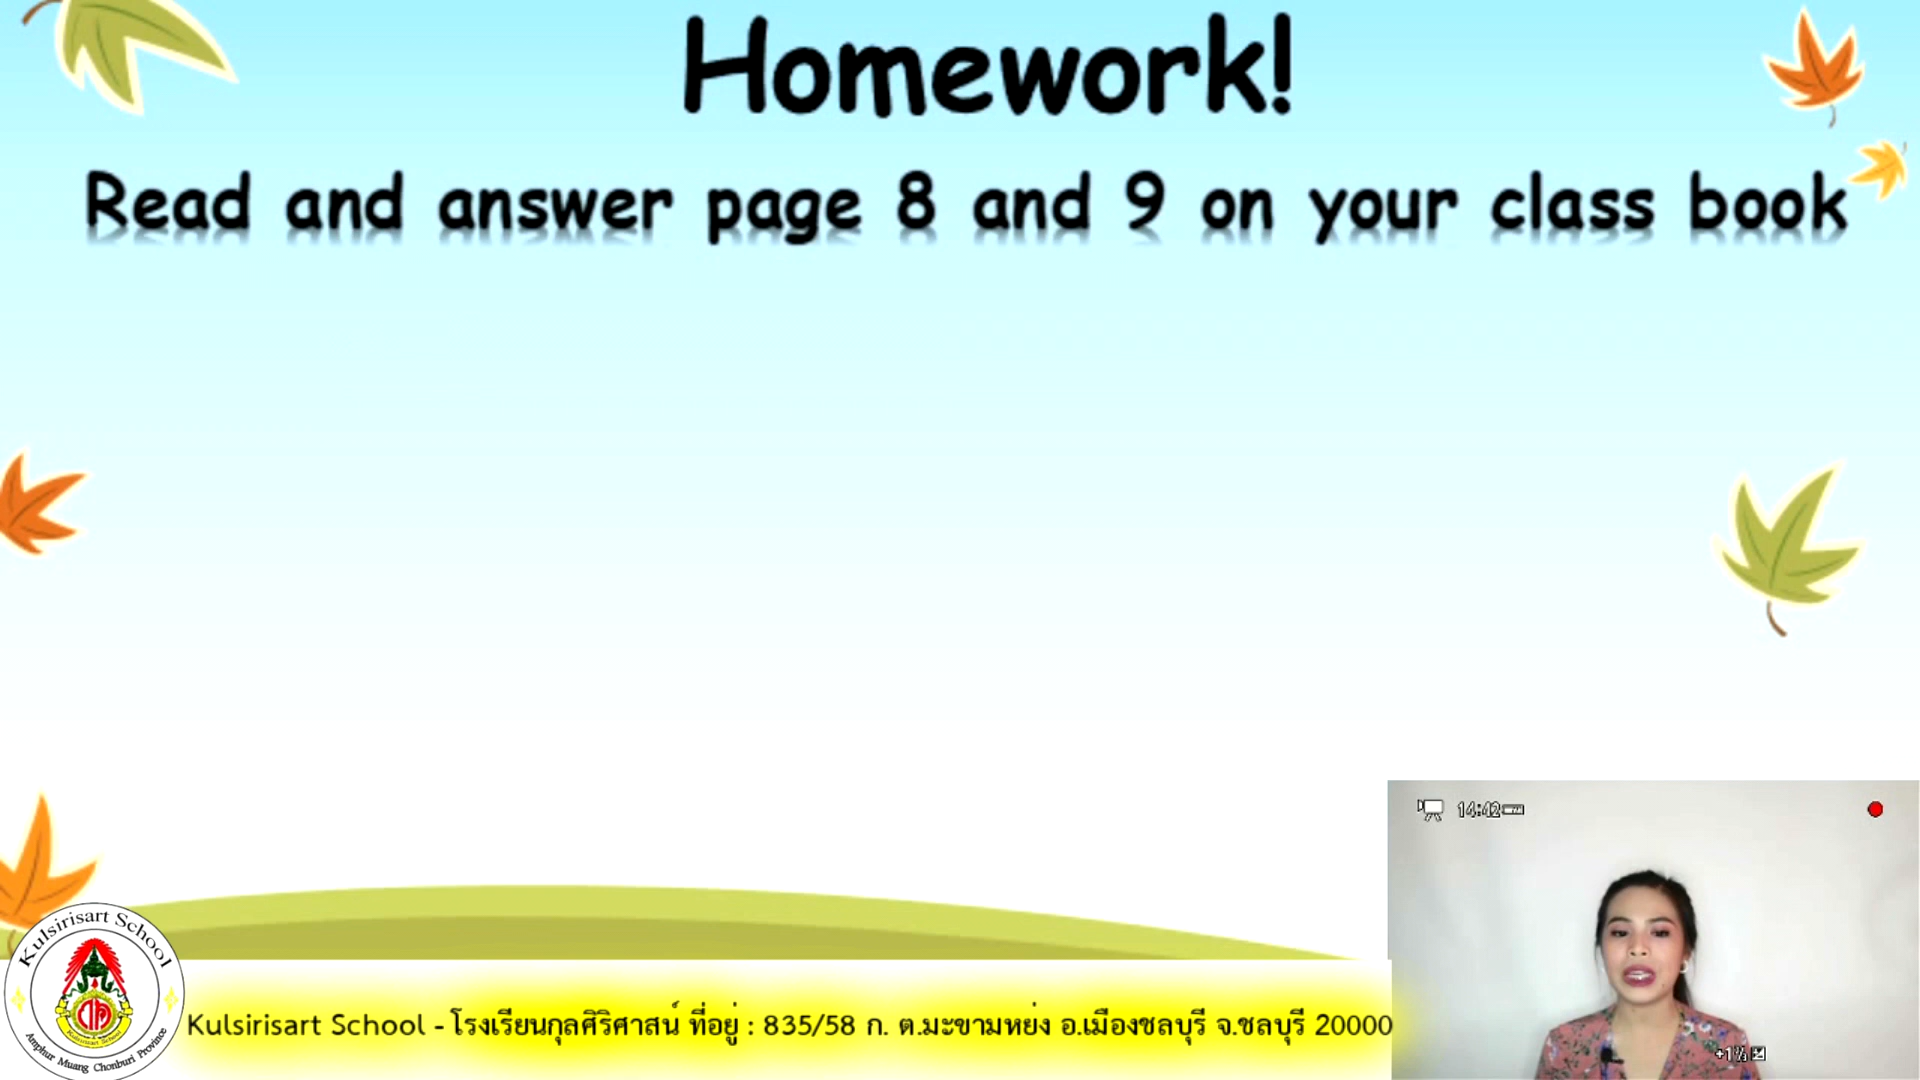 Homework!
Read and answer page 8 and 9 on your class book
14:42
Kulsirisart School
Amphur Muang Chonburi Province
Kulsirisart School - โรงเรียนกุลศิริศาสน์ ที่อยู่ : 835/58 ก. ต.มะขามหย่ง อ.เมืองชลบุรี จ.ชลบุรี 20000